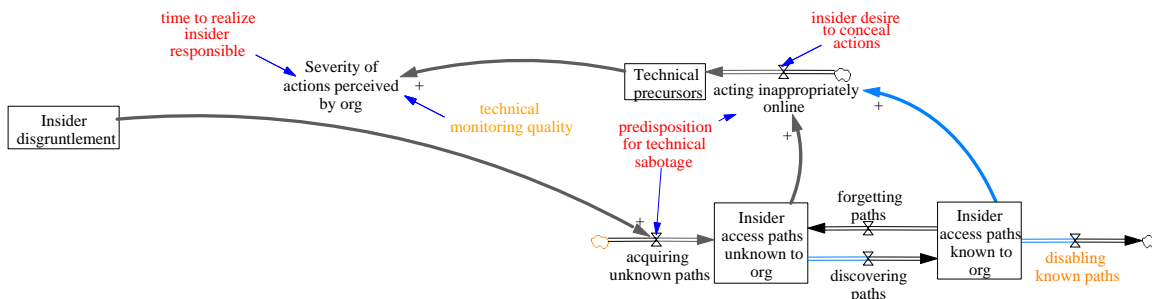 time to realize
insider
responsible
insider desire
to conceal
actions
Severity of
actions perceived
by org
+
Technical
precursors
acting inappropriately
online
+
Insider
disgruntlement
technical
monitoring quality
predisposition
for technical
sabotage
+
forgetting
paths
Insider
access paths
unknown to
org
Insider
access paths
known to
org
+
acquiring
unknown paths
discovering
paths
disabling
known paths